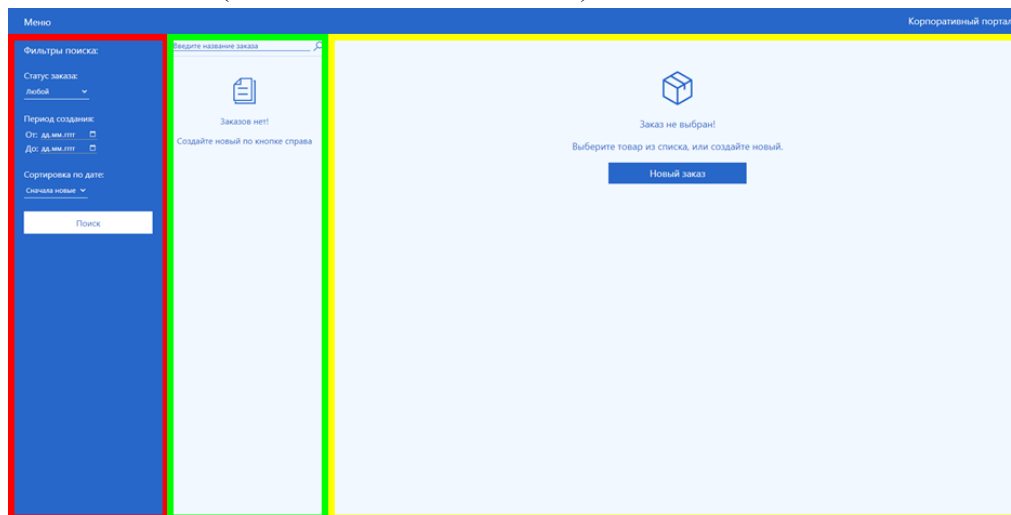 Меню
Корпоративный портал
Фильтры поиска:
Статус заказа:
Любой
Период создания:
От: дд.мм.гггг
До: дд.мм.гггг
Сортировка по дате:
Сначала новые
Поиск
Введите название заказа
Заказов нет!
Создайте новый по кнопке справа
Заказ не выбран!
Выберите товар из списка, или создайте новый.
Новый заказ